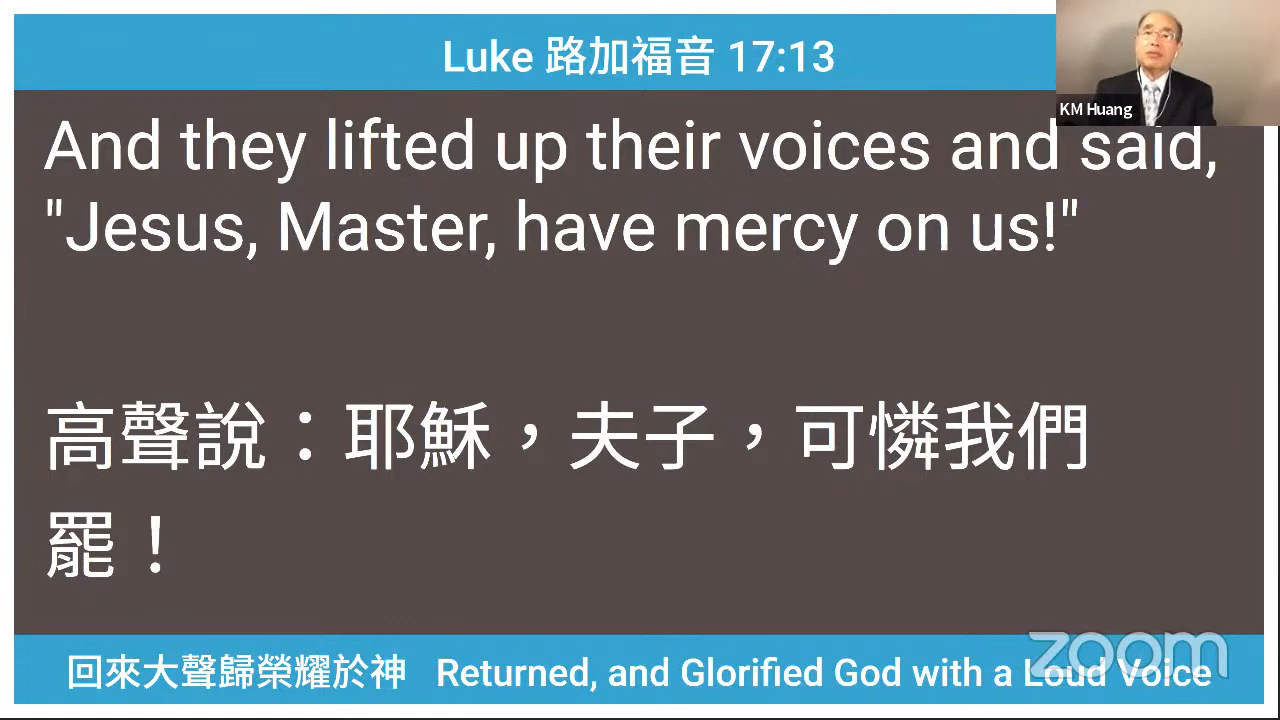 Luke 路加福音 17:13
KM Huang
And they lifted up their voices and said,
"Jesus, Master, have mercy on us!"
高聲說：耶穌，夫子，可憐我們
罷！
zoom
回來大聲歸榮耀於神 Returned, and Glorified God with a Loud Voice